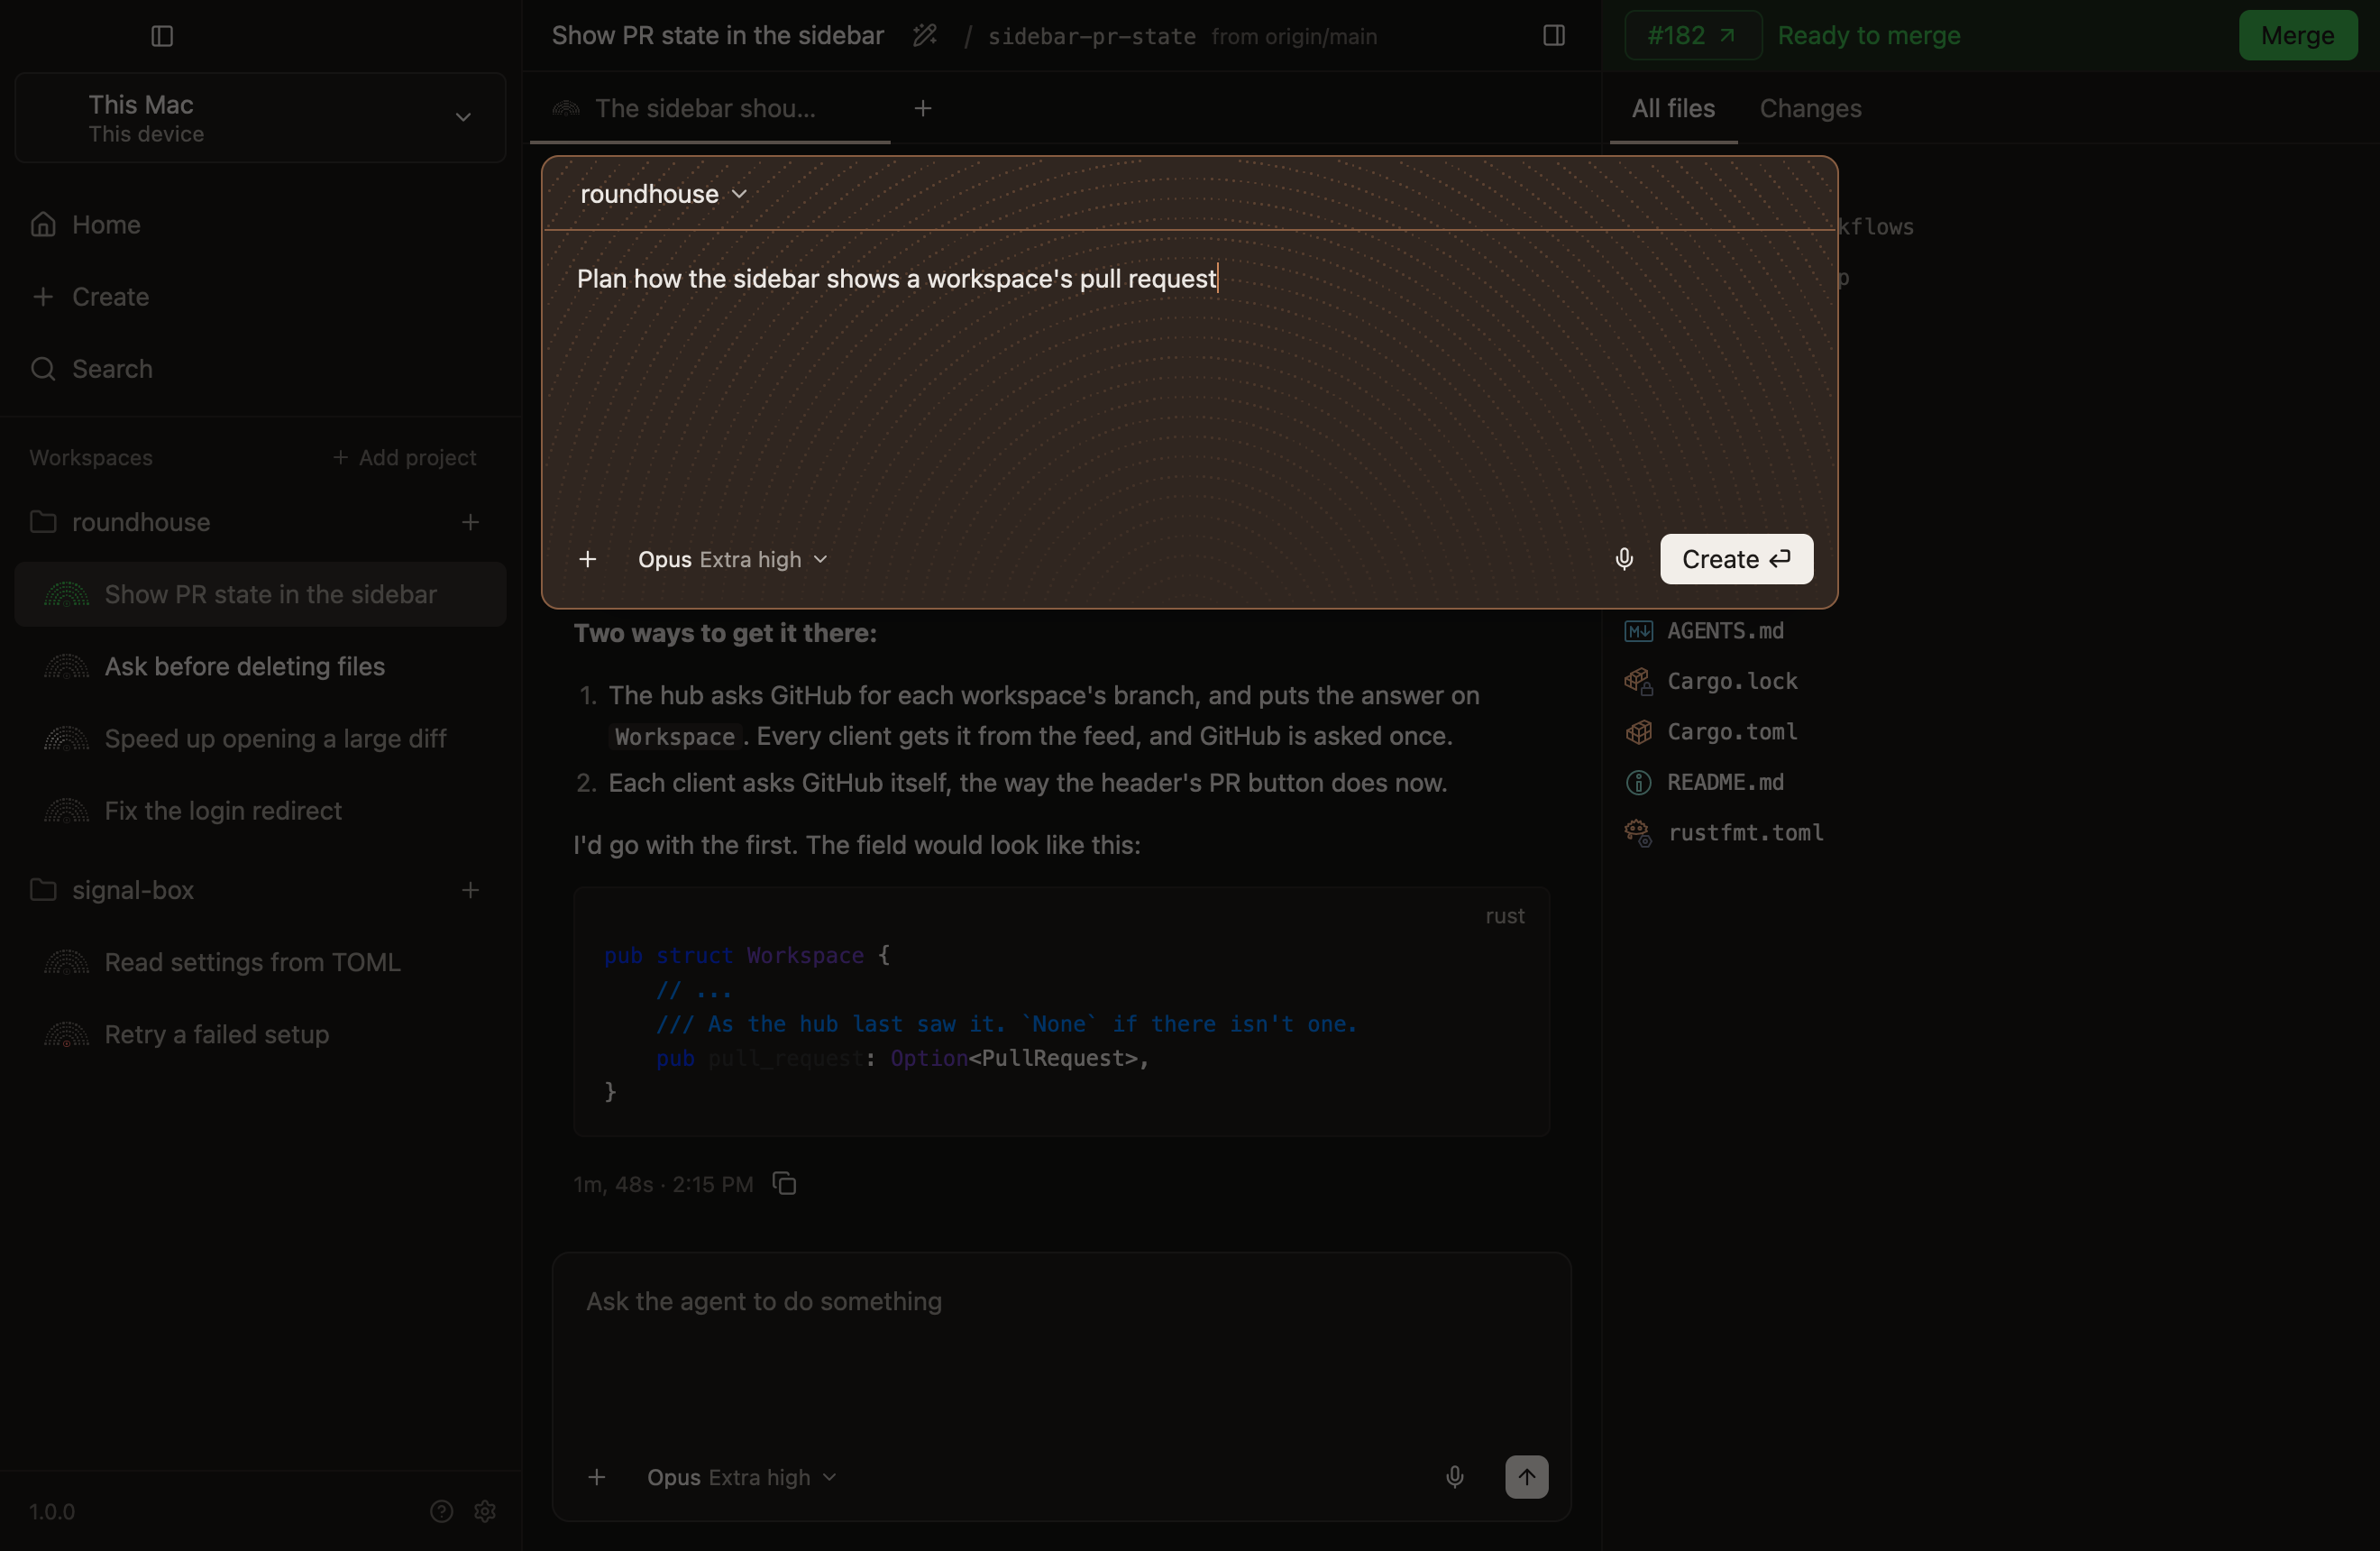 This Mac
This device
Home
Create
Search
Workspaces
Add project
roundhouse
Show PR state in the sidebar
Ask before deleting files
Speed up opening a large diff
Fix the login redirect
signal-box
Read settings from TOML
Retry a failed setup
1.0.0
Show PR state in the sidebar / sidebar-pr-state from origin/main
The sidebar shou...
roundhouse
Plan how the sidebar shows a workspace's pull request
Opus Extra high
Create
Two ways to get it there:
1. The hub asks GitHub for each workspace's branch, and puts the answer on
Workspace. Every client gets it from the feed, and GitHub is asked once.
2. Each client asks GitHub itself, the way the header's PR button does now.
I'd go with the first. The field would look like this:
rust
pub struct Workspace {
// ...
/// As the hub last saw it. `None` if there isn't one.
pub pull_request: Option<PullRequest>,
}
1m, 48s · 2:15 PM
Ask the agent to do something
Opus Extra high
#182 Ready to merge
Merge
All files
Changes
kflows
p
AGENTS.md
Cargo.lock
Cargo.toml
README.md
rustfmt.toml